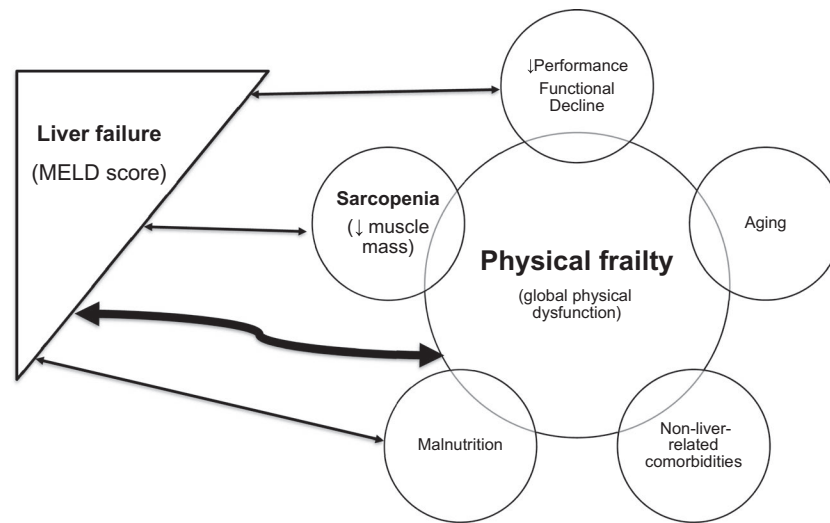 Liver failure
(MELD score)
↓Performance
Functional
Decline
Sarcopenia
(↓ muscle
mass)
Aging
Physical frailty
(global physical
dysfunction)
Malnutrition
Non-liver-
related
comorbidities